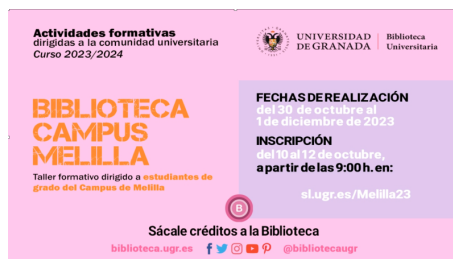 Actividades formativas
dirigidas a la comunidad universitaria
Curso 2023/2024
UNIVERSIDAD
DE GRANADA
Biblioteca
Universitaria
BIBLIOTECA
CAMPUS
MELILLA
Taller formativo dirigido a estudiantes de
grado del Campus de Melilla
FECHAS DE REALIZACIÓN
del 30 de octubre al
1 de diciembre de 2023
INSCRIPCIÓN
del 10 al 12 de octubre,
a partir de las 9:00 h. en:
sl.ugr.es/Melilla23
B
Sácale créditos a la Biblioteca
biblioteca.ugr.es @bibliotecaugr